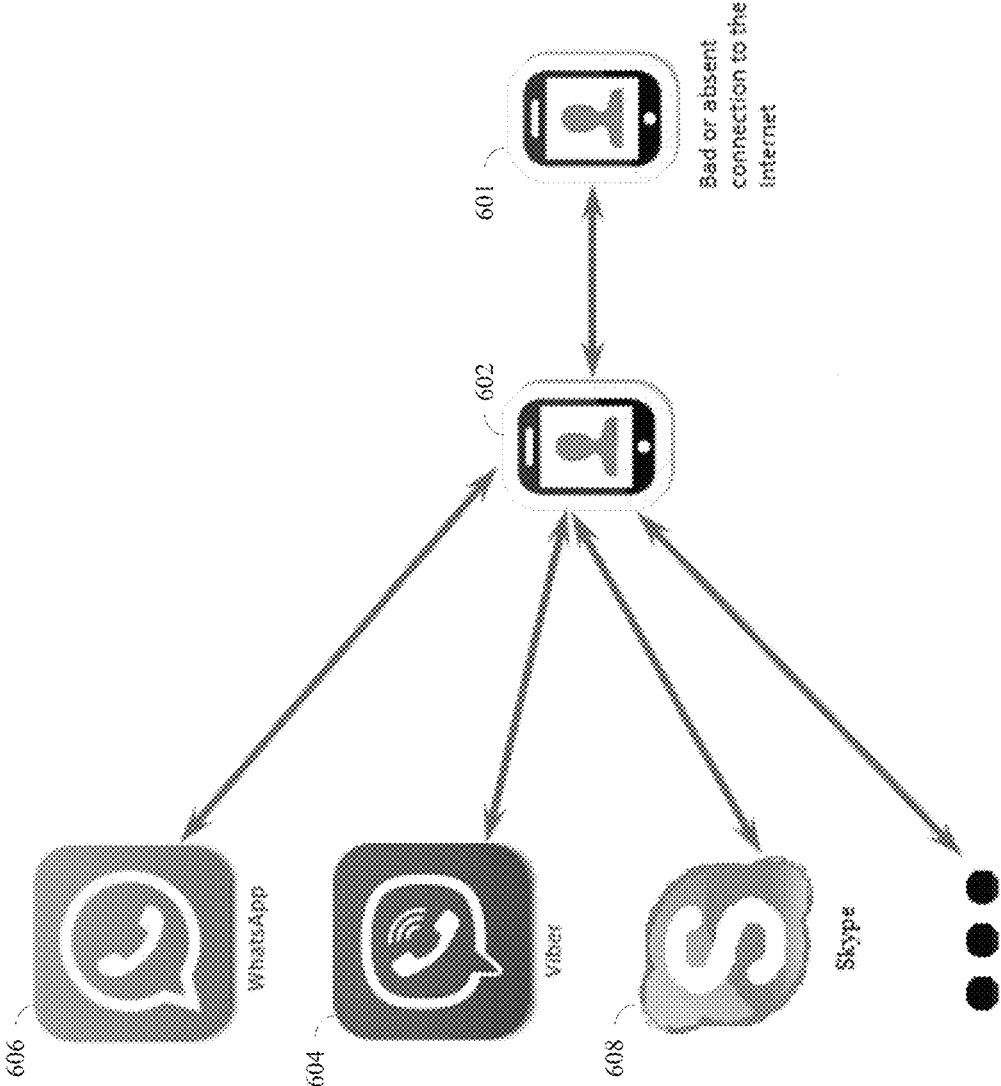 601
Bad or absent
connection to the
Internet
602
606
WhatsApp
604
Viber
608
S
Skype